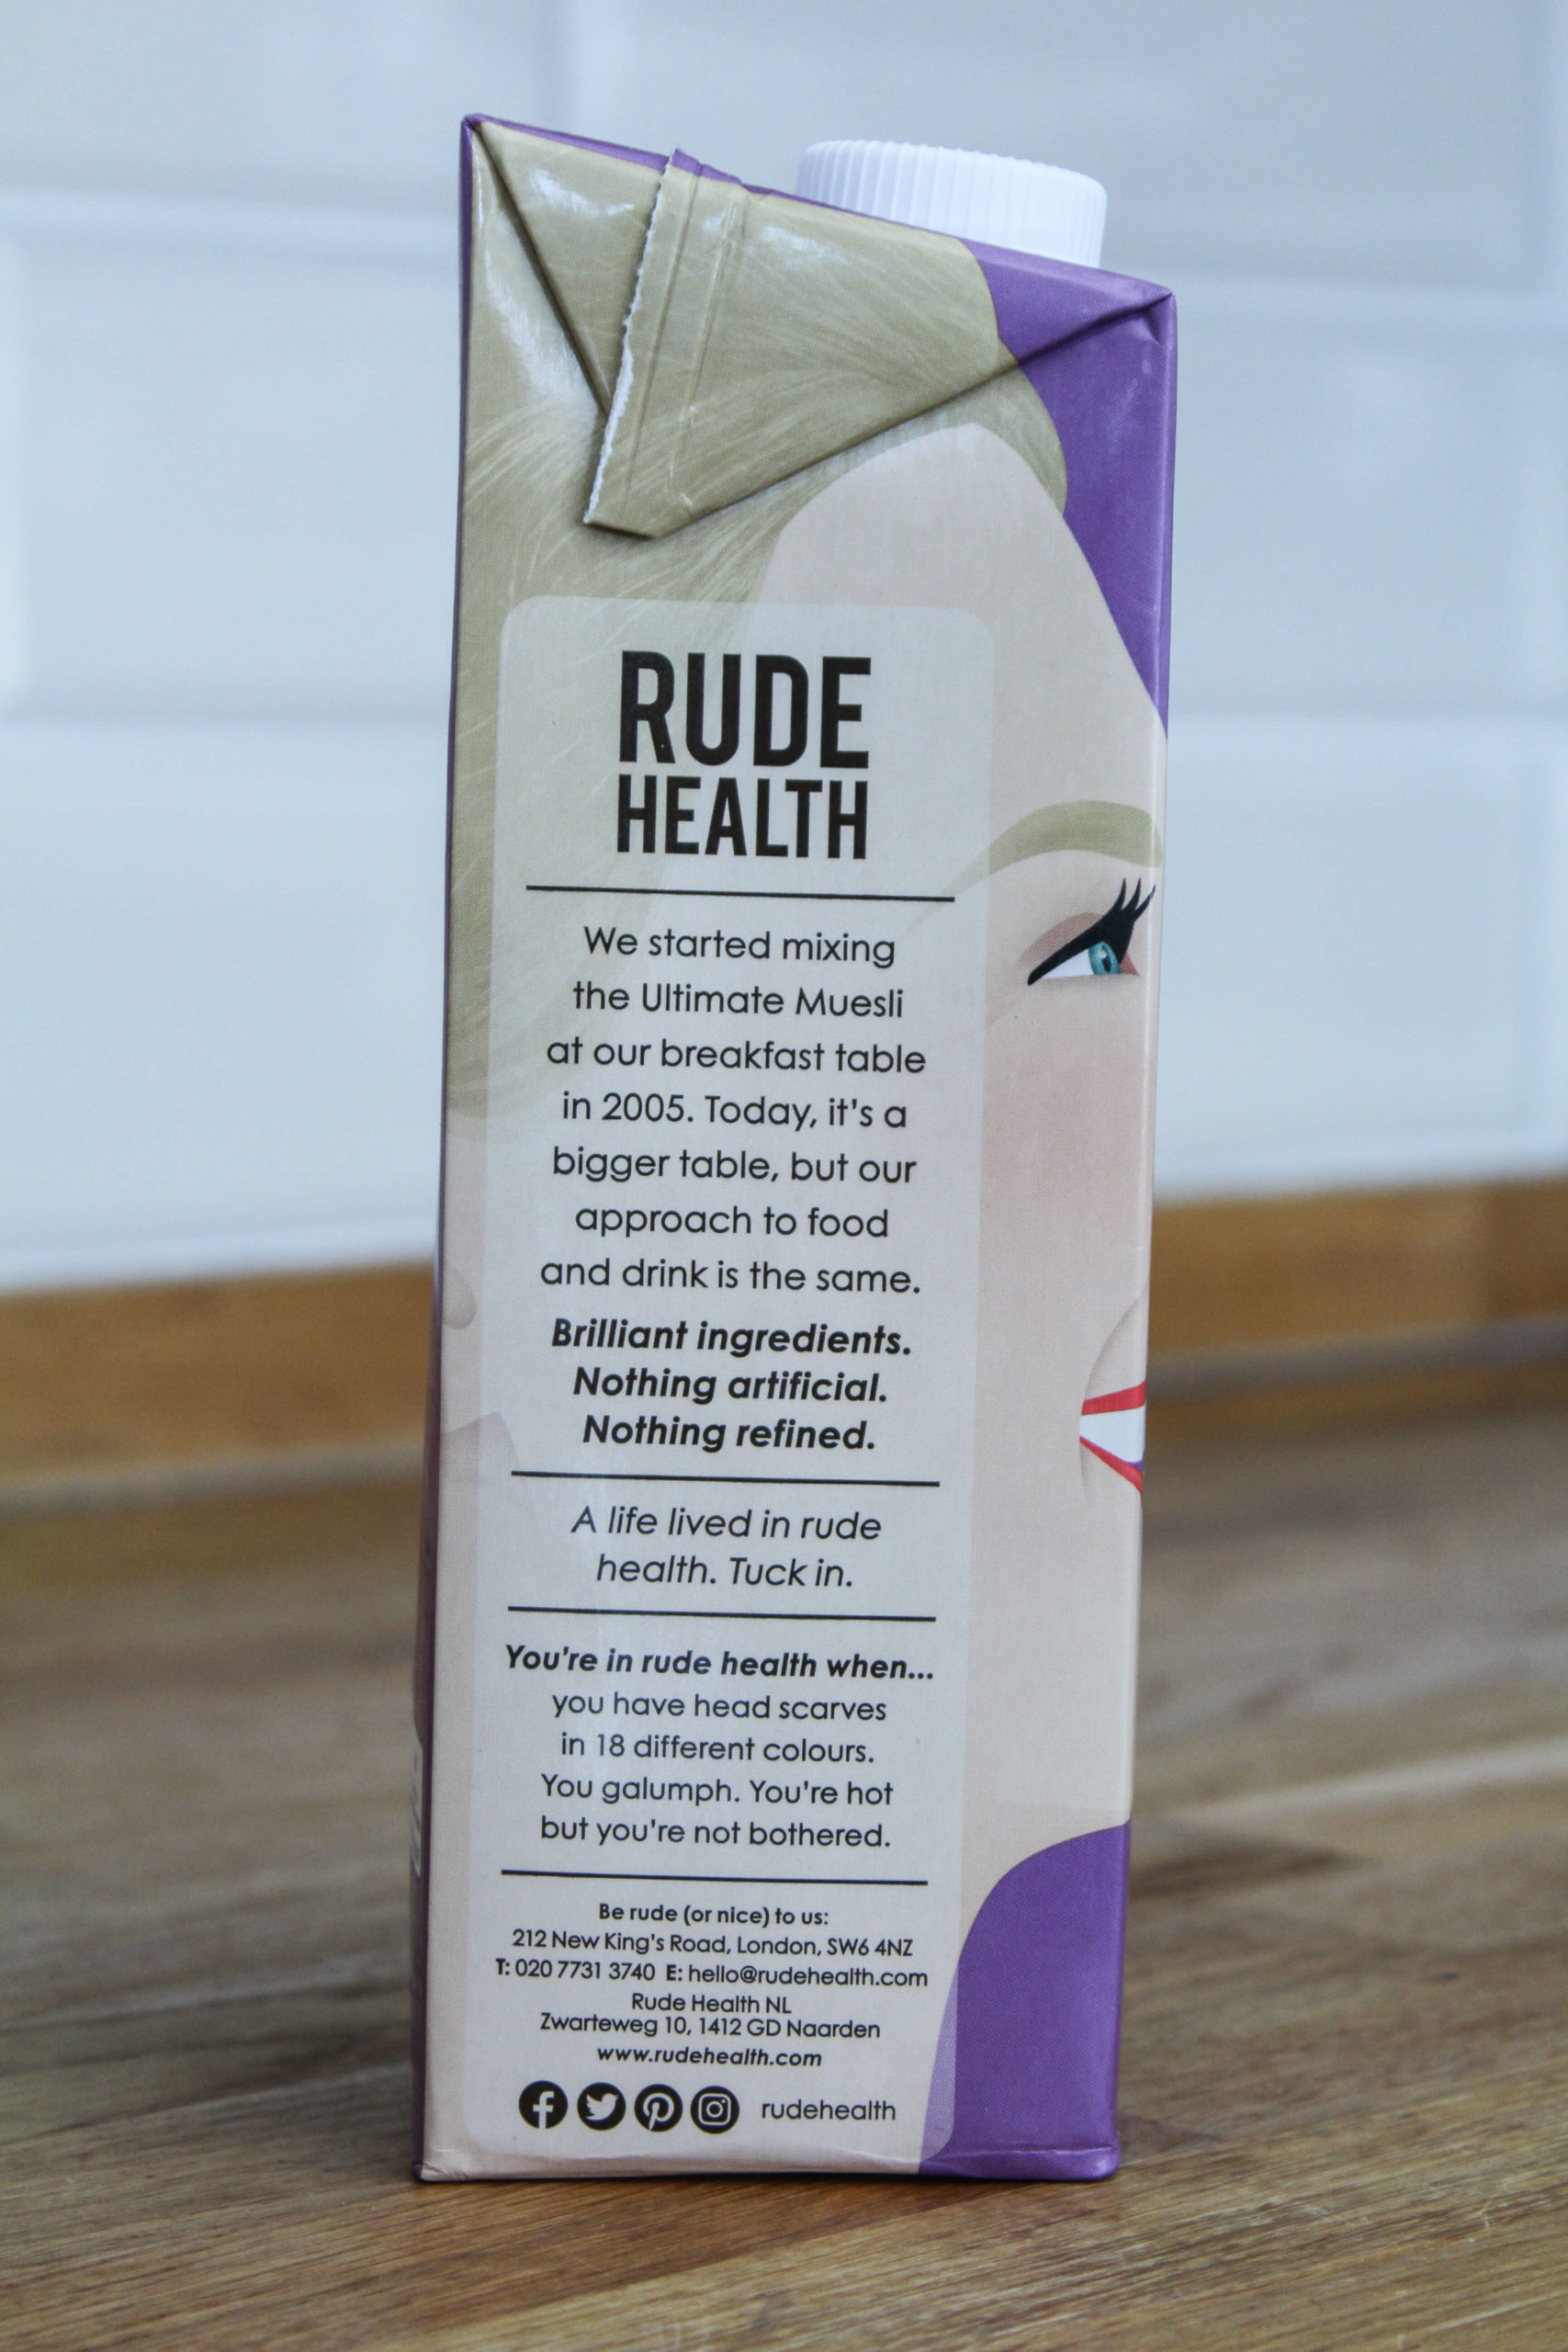 RUDE
HEALTH
We started mixing
the Ultimate Muesli
at our breakfast table
in 2005. Today, it's a
bigger table, but our
approach to food
and drink is the same.
Brilliant ingredients.
Nothing artificial.
Nothing refined.
A life lived in rude
health. Tuck in.
You're in rude health when...
you have head scarves
in 18 different colours.
You galumph. You're hot
but you're not bothered.
Be rude (or nice) to us:
212 New King's Road, London, SW6 4NZ
T: 020 7731 3740 E: hello@rudehealth.com
Rude Health NL
Zwarteweg 10, 1412 GD Naarden
www.rudehealth.com
rudehealth